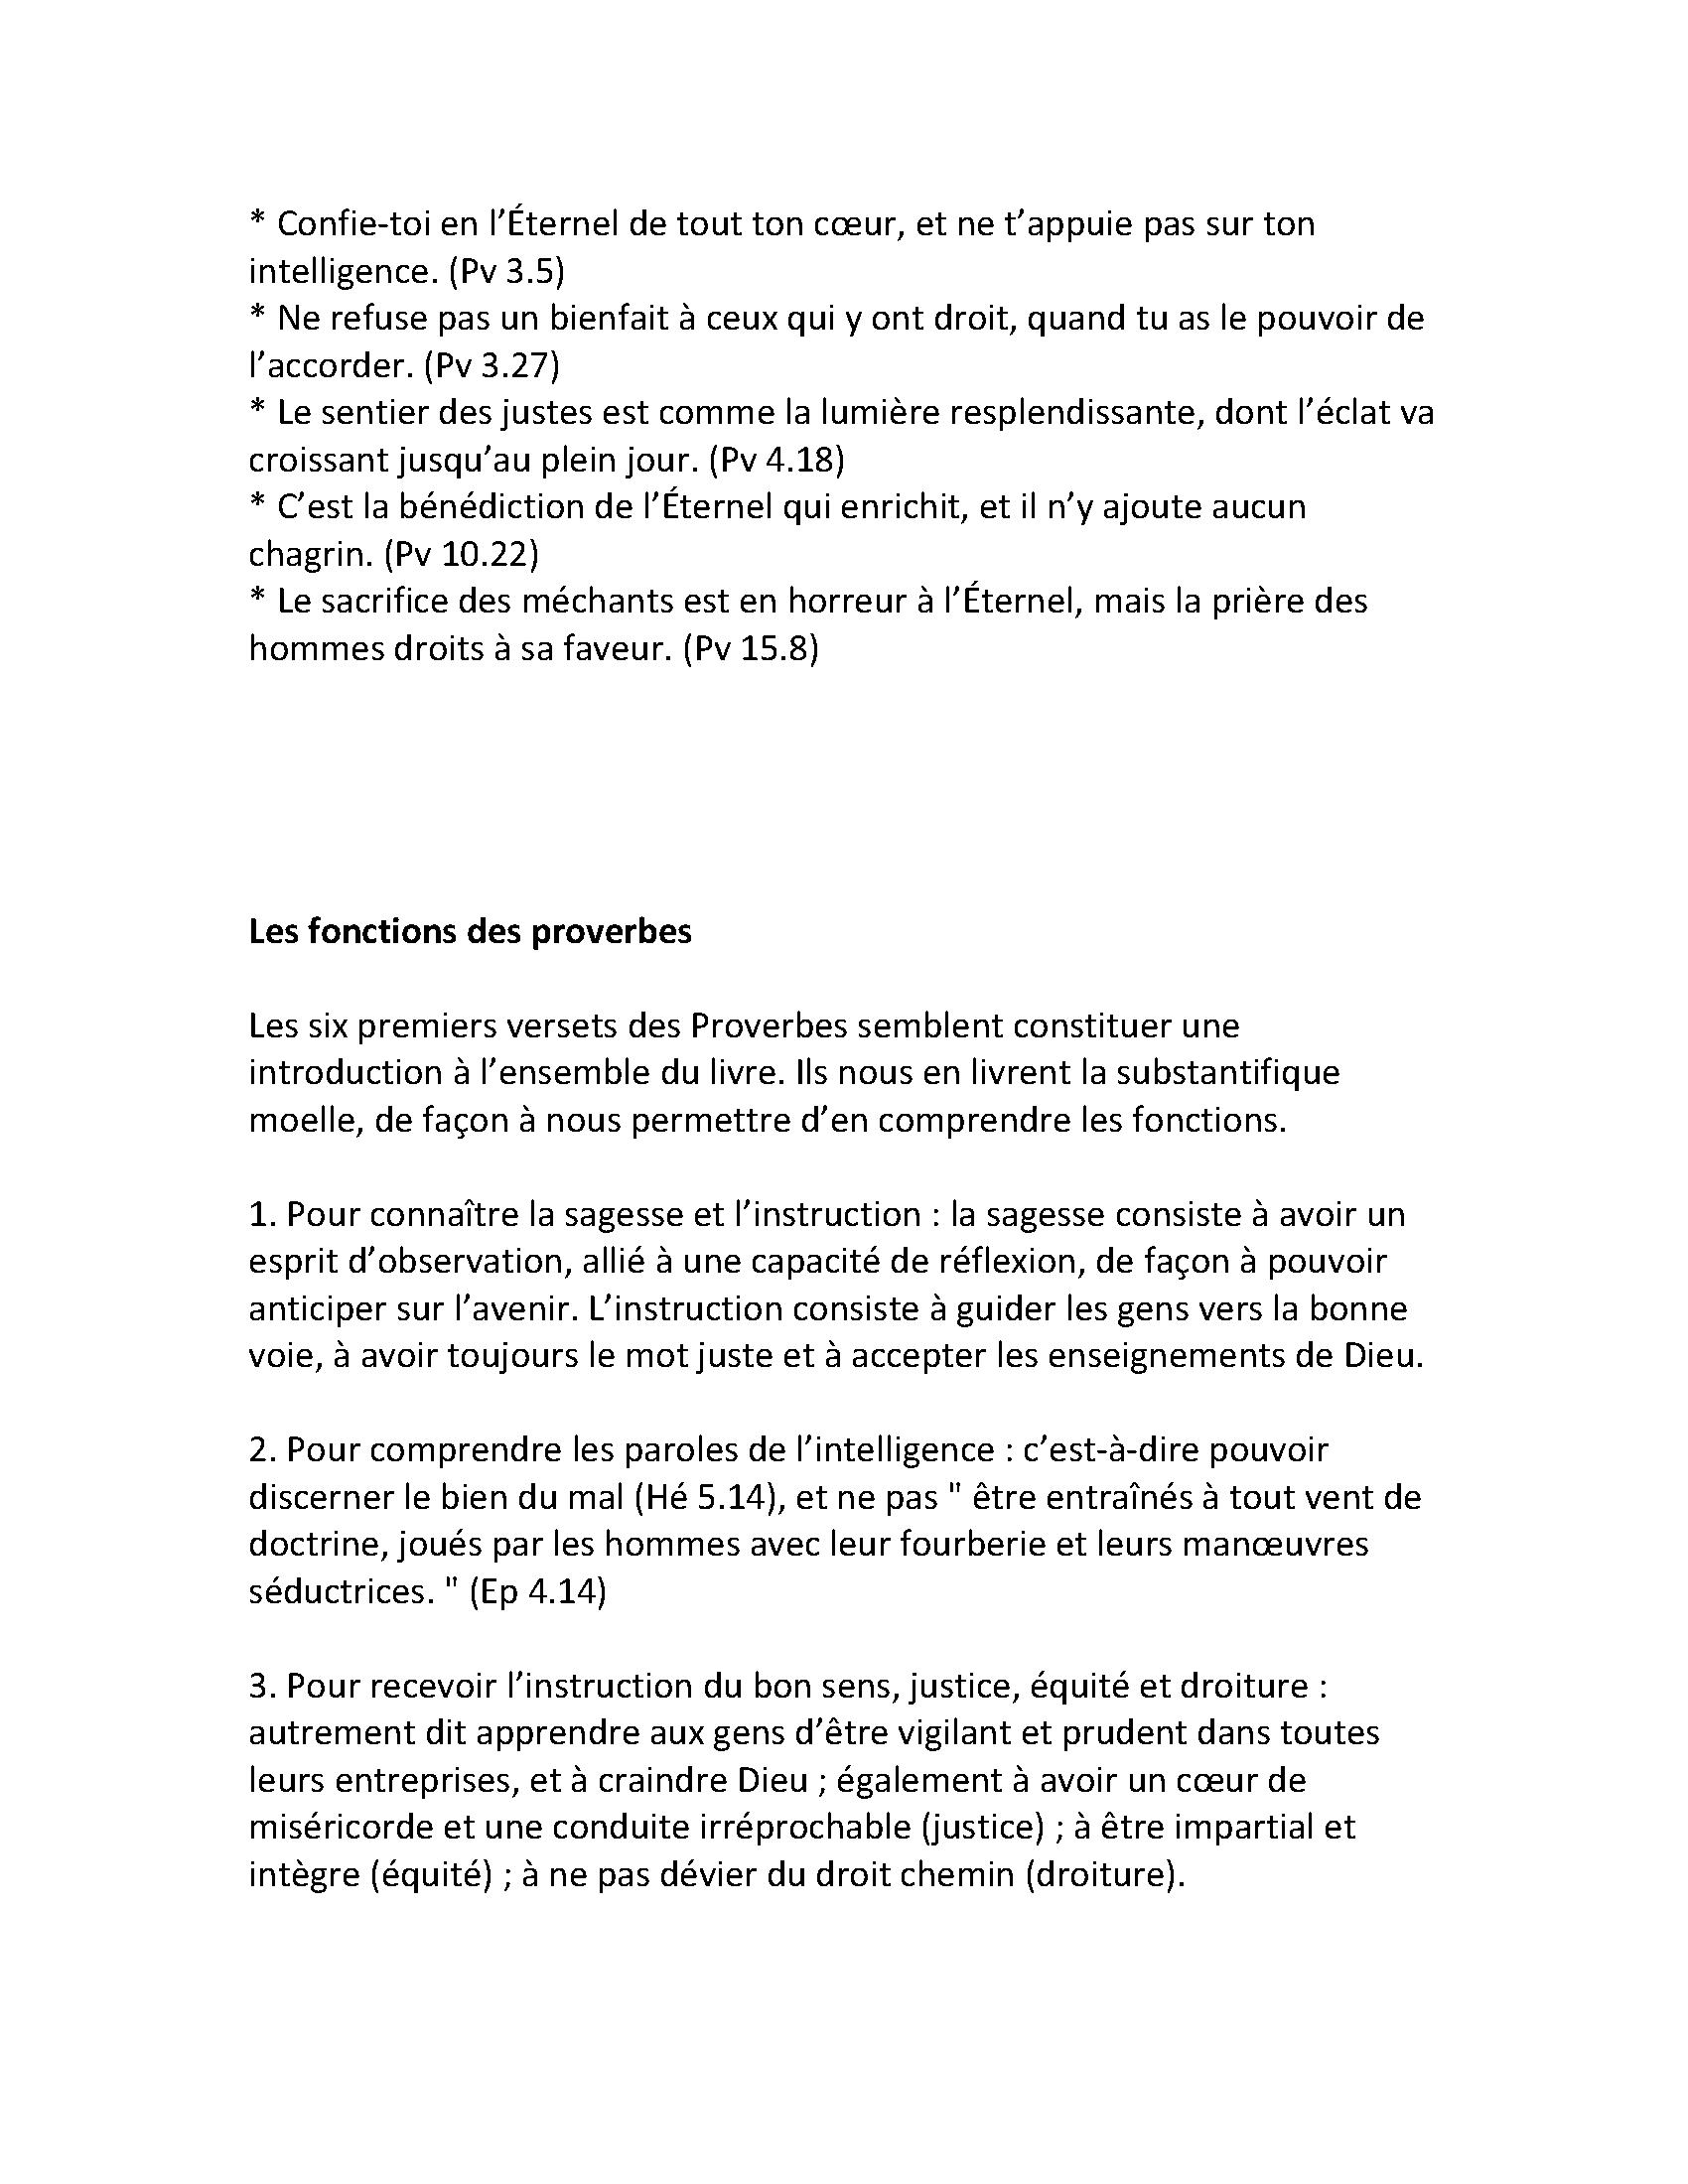 * Confie-toi en l’Éternel de tout ton cœur, et ne t’appuie pas sur ton
intelligence. (Pv 3.5)
* Ne refuse pas un bienfait à ceux qui y ont droit, quand tu as le pouvoir de
l’accorder. (Pv 3.27)
* Le sentier des justes est comme la lumière resplendissante, dont l’éclat va
croissant jusqu’au plein jour. (Pv 4.18)
* C’est la bénédiction de l’Éternel qui enrichit, et il n’y ajoute aucun
chagrin. (Pv 10.22)
* Le sacrifice des méchants est en horreur à l’Éternel, mais la prière des
hommes droits à sa faveur. (Pv 15.8)
Les fonctions des proverbes
Les six premiers versets des Proverbes semblent constituer une
introduction à l’ensemble du livre. Ils nous en livrent la substantifique
moelle, de façon à nous permettre d’en comprendre les fonctions.
1. Pour connaître la sagesse et l’instruction : la sagesse consiste à avoir un
esprit d’observation, allié à une capacité de réflexion, de façon à pouvoir
anticiper sur l’avenir. L’instruction consiste à guider les gens vers la bonne
voie, à avoir toujours le mot juste et à accepter les enseignements de Dieu.
2. Pour comprendre les paroles de l’intelligence : c’est-à-dire pouvoir
discerner le bien du mal (Hé 5.14), et ne pas " être entraînés à tout vent de
doctrine, joués par les hommes avec leur fourberie et leurs manœuvres
séductrices. " (Ep 4.14)
3. Pour recevoir l’instruction du bon sens, justice, équité et droiture :
autrement dit apprendre aux gens d’être vigilant et prudent dans toutes
leurs entreprises, et à craindre Dieu ; également à avoir un cœur de
miséricorde et une conduite irréprochable (justice) ; à être impartial et
intègre (équité) ; à ne pas dévier du droit chemin (droiture).